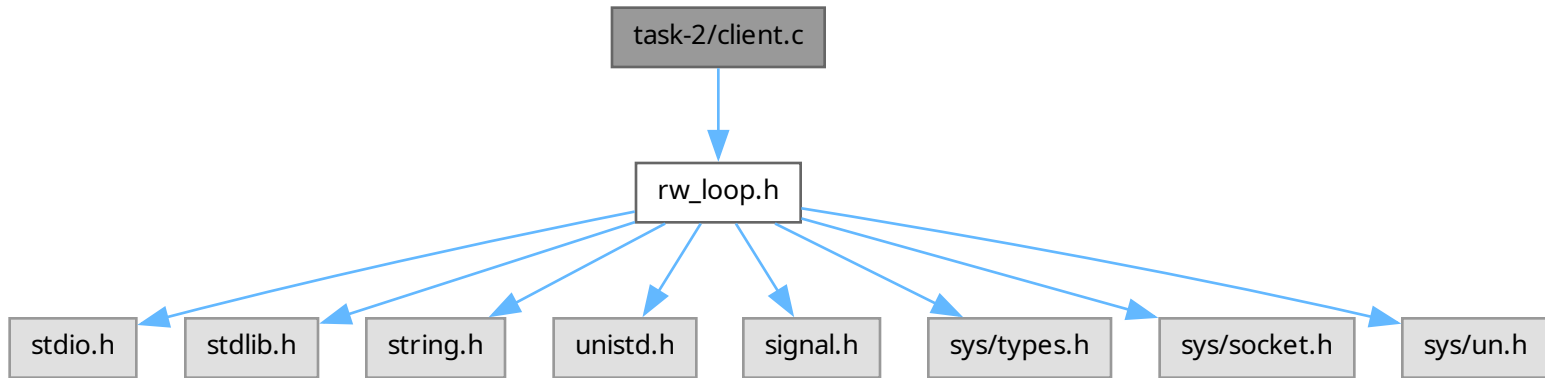 task-2/client.c
rw_loop.h
stdio.h
stdlib.h
string.h
unistd.h
signal.h
sys/types.h
sys/socket.h
sys/un.h